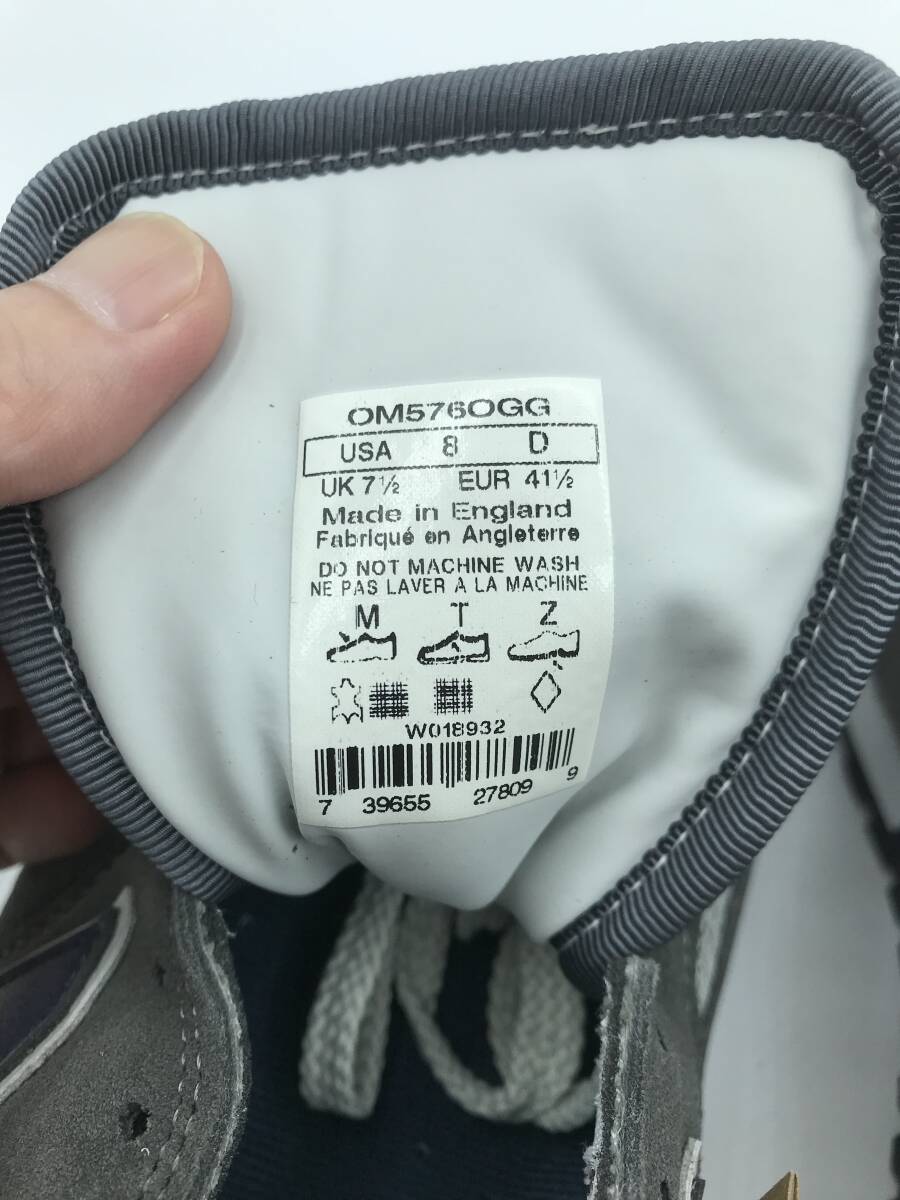 OM576OGG
USA 8 D
UK 7½ EUR 41½
Made in England
Fabriqué en Angleterre
DO NOT MACHINE WASH
NE PAS LAVER A LA MACHINE
M T Z
W018932
7 39655 27809 9